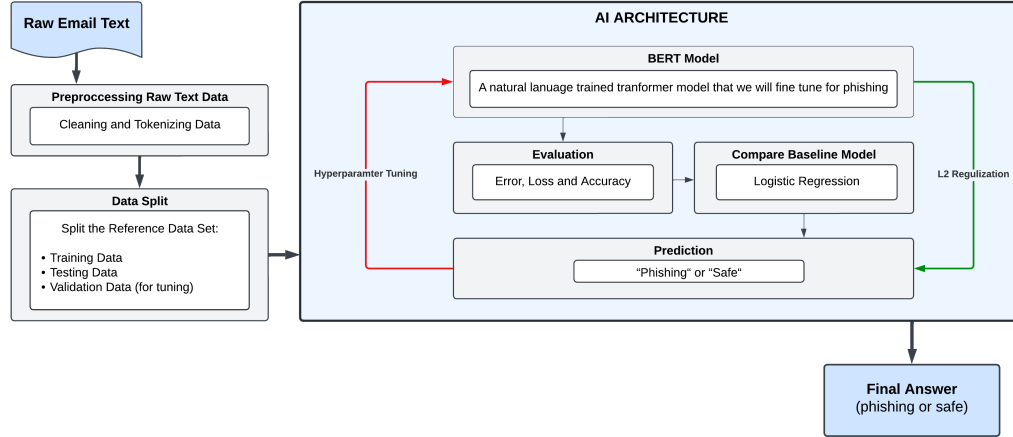 Raw Email Text
Preproccessing Raw Text Data
Cleaning and Tokenizing Data
Data Split
Split the Reference Data Set:
• Training Data
• Testing Data
• Validation Data (for tuning)
AI ARCHITECTURE
BERT Model
A natural lanuage trained tranformer model that we will fine tune for phishing
Hyperparamter Tuning
Evaluation
Error, Loss and Accuracy
Compare Baseline Model
Logistic Regression
L2 Regulization
Prediction
“Phishing“ or ”Safe“
Final Answer
(phishing or safe)